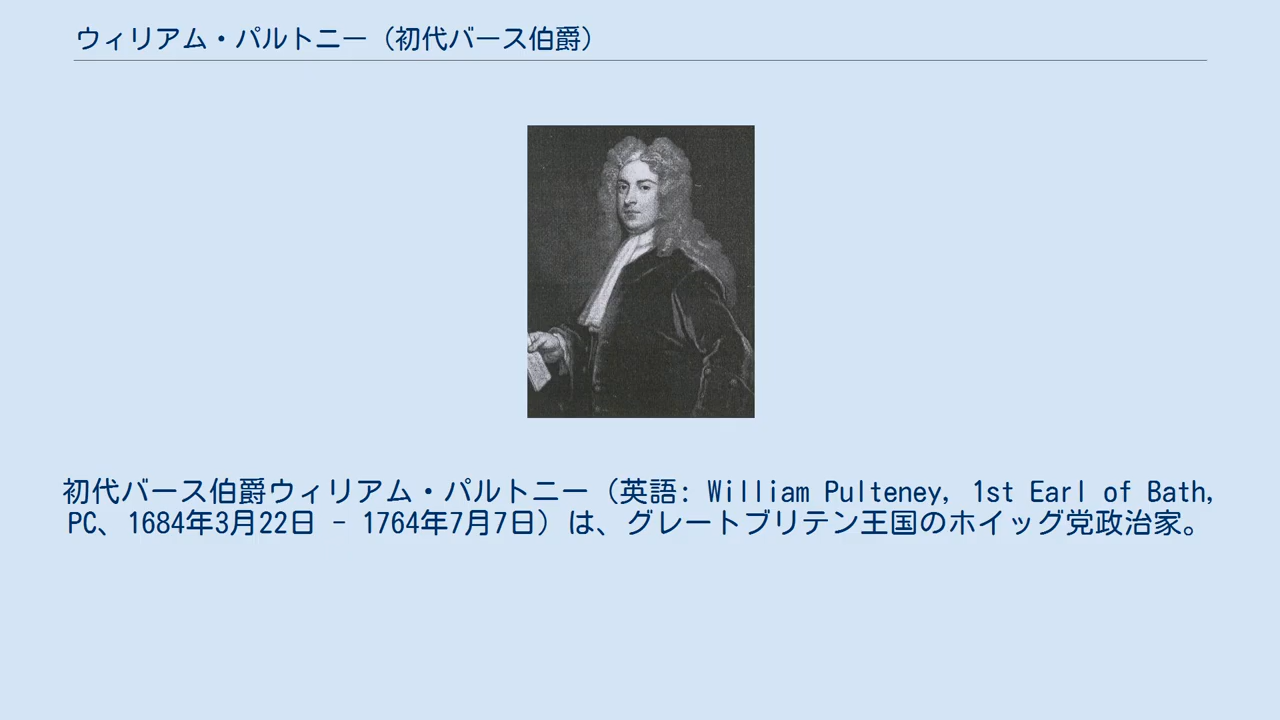 ウィリアム・パルトニー（初代バース伯爵）
初代バース伯爵ウィリアム・パルトニー（英語: William Pulteney, 1st Earl of Bath,
PC、1684年3月22日 - 1764年7月7日）は、グレートブリテン王国のホイッグ党政治家。